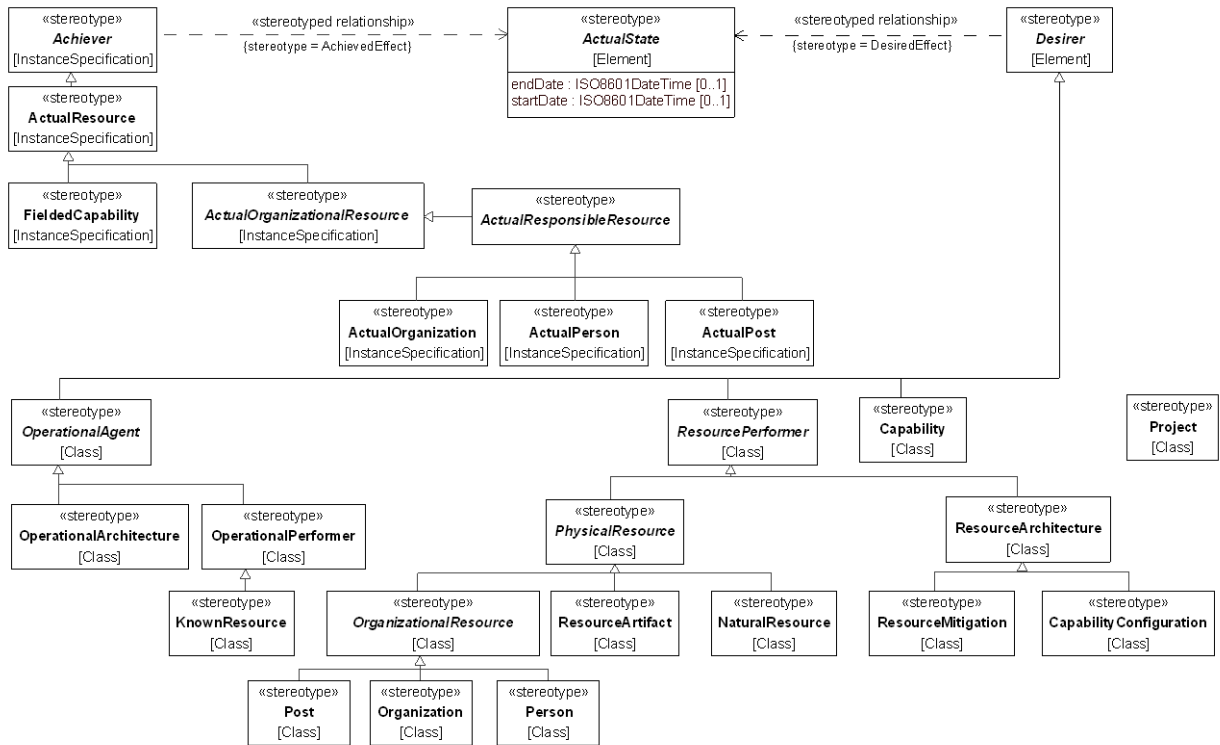 «stereotype»
Achiever
[InstanceSpecification]
«stereotyped relationship»
{stereotype = AchievedEffect}
«stereotype»
ActualState
[Element]
endDate : ISO8601DateTime [0..1]
startDate : ISO8601DateTime [0..1]
«stereotyped relationship»
{stereotype = DesiredEffect}
«stereotype»
Desirer
[Element]
«stereotype»
ActualResource
[InstanceSpecification]
«stereotype»
FieldedCapability
[InstanceSpecification]
«stereotype»
ActualOrganizationalResource
[InstanceSpecification]
«stereotype»
ActualResponsibleResource
«stereotype»
ActualOrganization
[InstanceSpecification]
«stereotype»
ActualPerson
[InstanceSpecification]
«stereotype»
ActualPost
[InstanceSpecification]
«stereotype»
OperationalAgent
[Class]
«stereotype»
ResourcePerformer
[Class]
«stereotype»
Capability
[Class]
«stereotype»
Project
[Class]
«stereotype»
OperationalArchitecture
[Class]
«stereotype»
OperationalPerformer
[Class]
«stereotype»
PhysicalResource
[Class]
«stereotype»
ResourceArchitecture
[Class]
«stereotype»
KnownResource
[Class]
«stereotype»
OrganizationalResource
[Class]
«stereotype»
ResourceArtifact
[Class]
«stereotype»
NaturalResource
[Class]
«stereotype»
ResourceMitigation
[Class]
«stereotype»
CapabilityConfiguration
[Class]
«stereotype»
Post
[Class]
«stereotype»
Organization
[Class]
«stereotype»
Person
[Class]